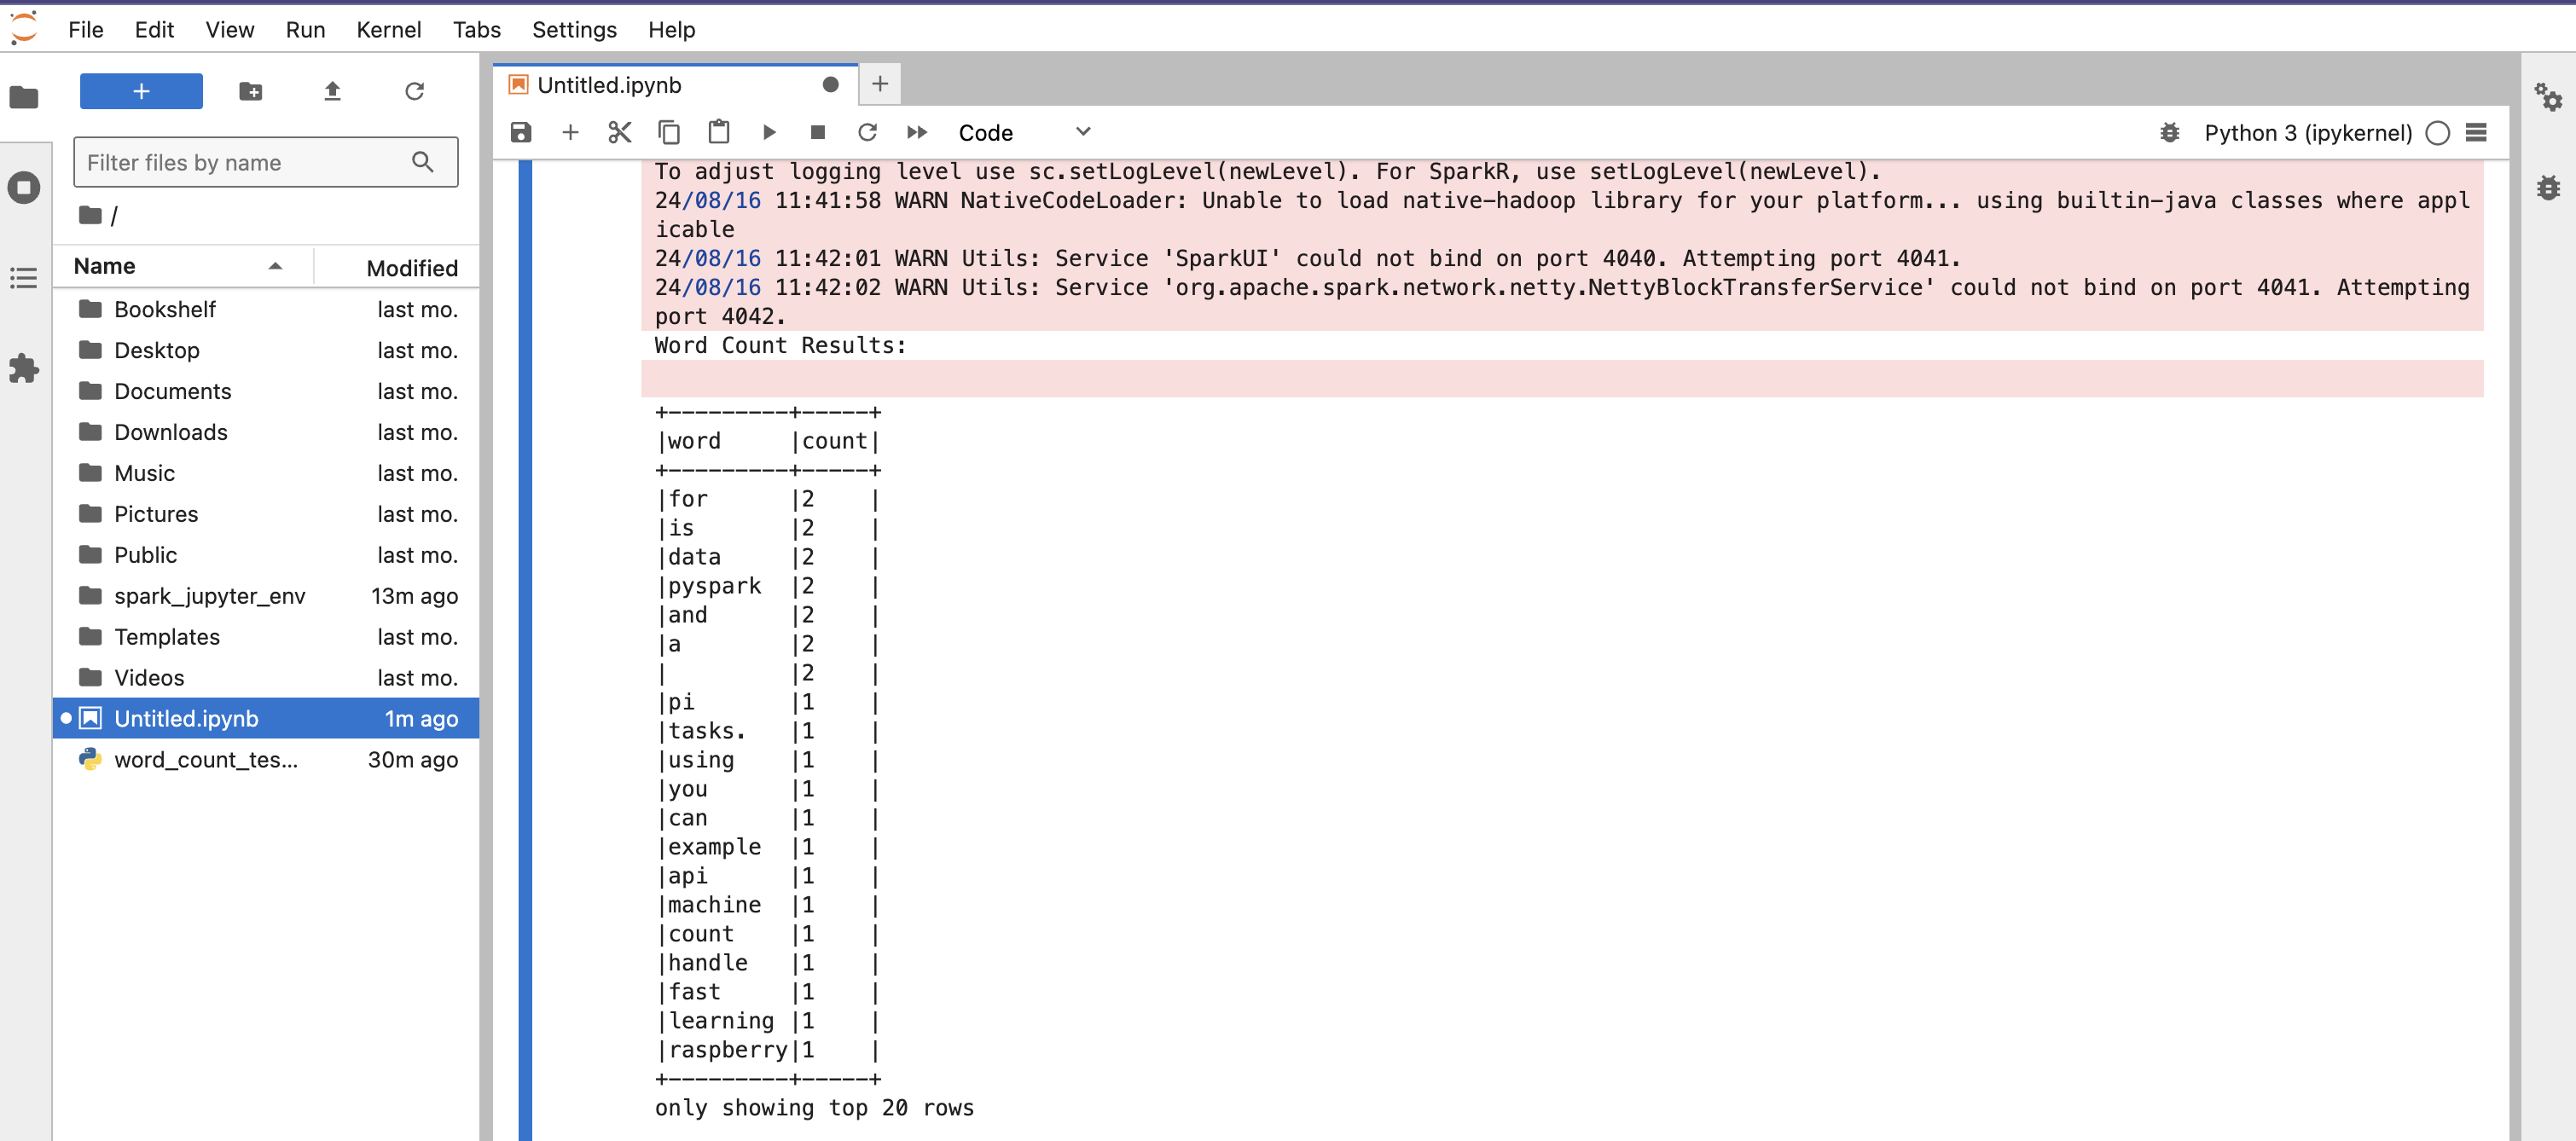 File Edit View Run Kernel Tabs Settings Help
+
Filter files by name
/
Name Modified
Bookshelf last mo.
Desktop last mo.
Documents last mo.
Downloads last mo.
Music last mo.
Pictures last mo.
Public last mo.
spark_jupyter_env 13m ago
Templates last mo.
Videos last mo.
Untitled.ipynb 1m ago
word_count_tes... 30m ago
Untitled.ipynb +
+ Code Python 3 (ipykernel)
To adjust logging level use sc.setLogLevel(newLevel). For SparkR, use setLogLevel(newLevel).
24/08/16 11:41:58 WARN NativeCodeLoader: Unable to load native-hadoop library for your platform... using builtin-java classes where appl
icable
24/08/16 11:42:01 WARN Utils: Service 'SparkUI' could not bind on port 4040. Attempting port 4041.
24/08/16 11:42:02 WARN Utils: Service 'org.apache.spark.network.netty.NettyBlockTransferService' could not bind on port 4041. Attempting
port 4042.
Word Count Results:
+---------+-----+
|word     |count|
+---------+-----+
|for      |2    |
|is       |2    |
|data     |2    |
|pyspark  |2    |
|and      |2    |
|a        |2    |
|         |2    |
|pi       |1    |
|tasks.   |1    |
|using    |1    |
|you      |1    |
|can      |1    |
|example  |1    |
|api      |1    |
|machine  |1    |
|count    |1    |
|handle   |1    |
|fast     |1    |
|learning |1    |
|raspberry|1    |
+---------+-----+
only showing top 20 rows